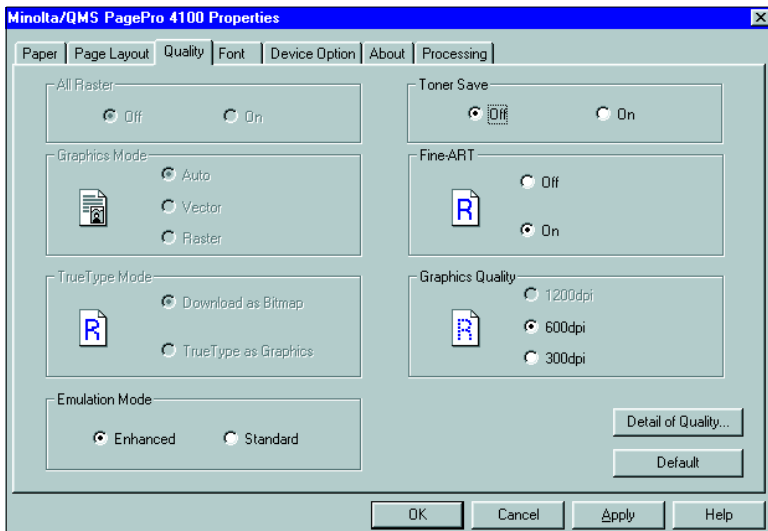 Minolta/QMS PagePro 4100 Properties
Paper Page Layout Quality Font Device Option About Processing
All Raster
Off On
Graphics Mode
Auto
Vector
Raster
TrueType Mode
Download as Bitmap
TrueType as Graphics
Emulation Mode
Enhanced Standard
Toner Save
Off On
Fine-ART
Off
On
Graphics Quality
1200dpi
600dpi
300dpi
Detail of Quality...
Default
OK Cancel Apply Help